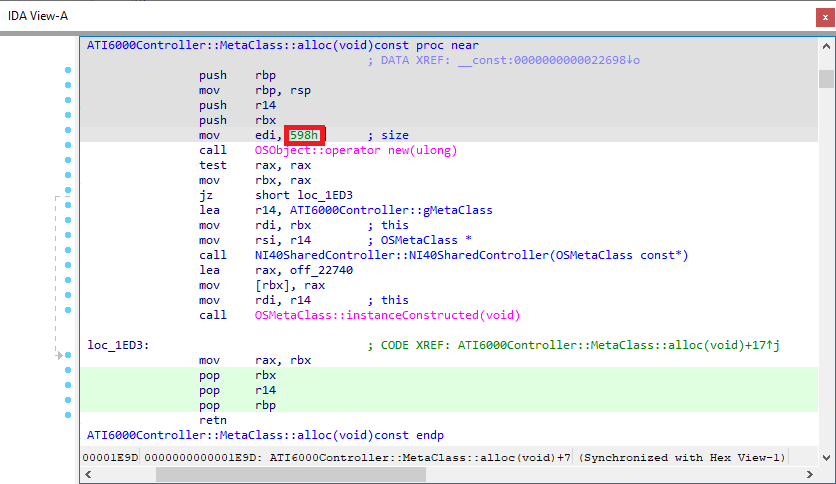 IDA View-A
x
ATI6000Controller::MetaClass::alloc(void)const proc near
; DATA XREF: __const:0000000000022698↓o
push rbp
mov rbp, rsp
push r14
push rbx
mov edi, 598h ; size
call OSObject::operator new(ulong)
test rax, rax
mov rbx, rax
jz short loc_1ED3
lea r14, ATI6000Controller::gMetaClass
mov rdi, rbx ; this
mov rsi, r14 ; OSMetaClass *
call NI40SharedController::NI40SharedController(OSMetaClass const*)
lea rax, off_22740
mov [rbx], rax
mov rdi, r14 ; this
call OSMetaClass::instanceConstructed(void)
loc_1ED3: ; CODE XREF: ATI6000Controller::MetaClass::alloc(void)+17↑j
mov rax, rbx
pop rbx
pop r14
pop rbp
retn
ATI6000Controller::MetaClass::alloc(void)const endp
00001E9D 0000000000001E9D: ATI6000Controller::MetaClass::alloc(void)+7 (Synchronized with Hex View-1)